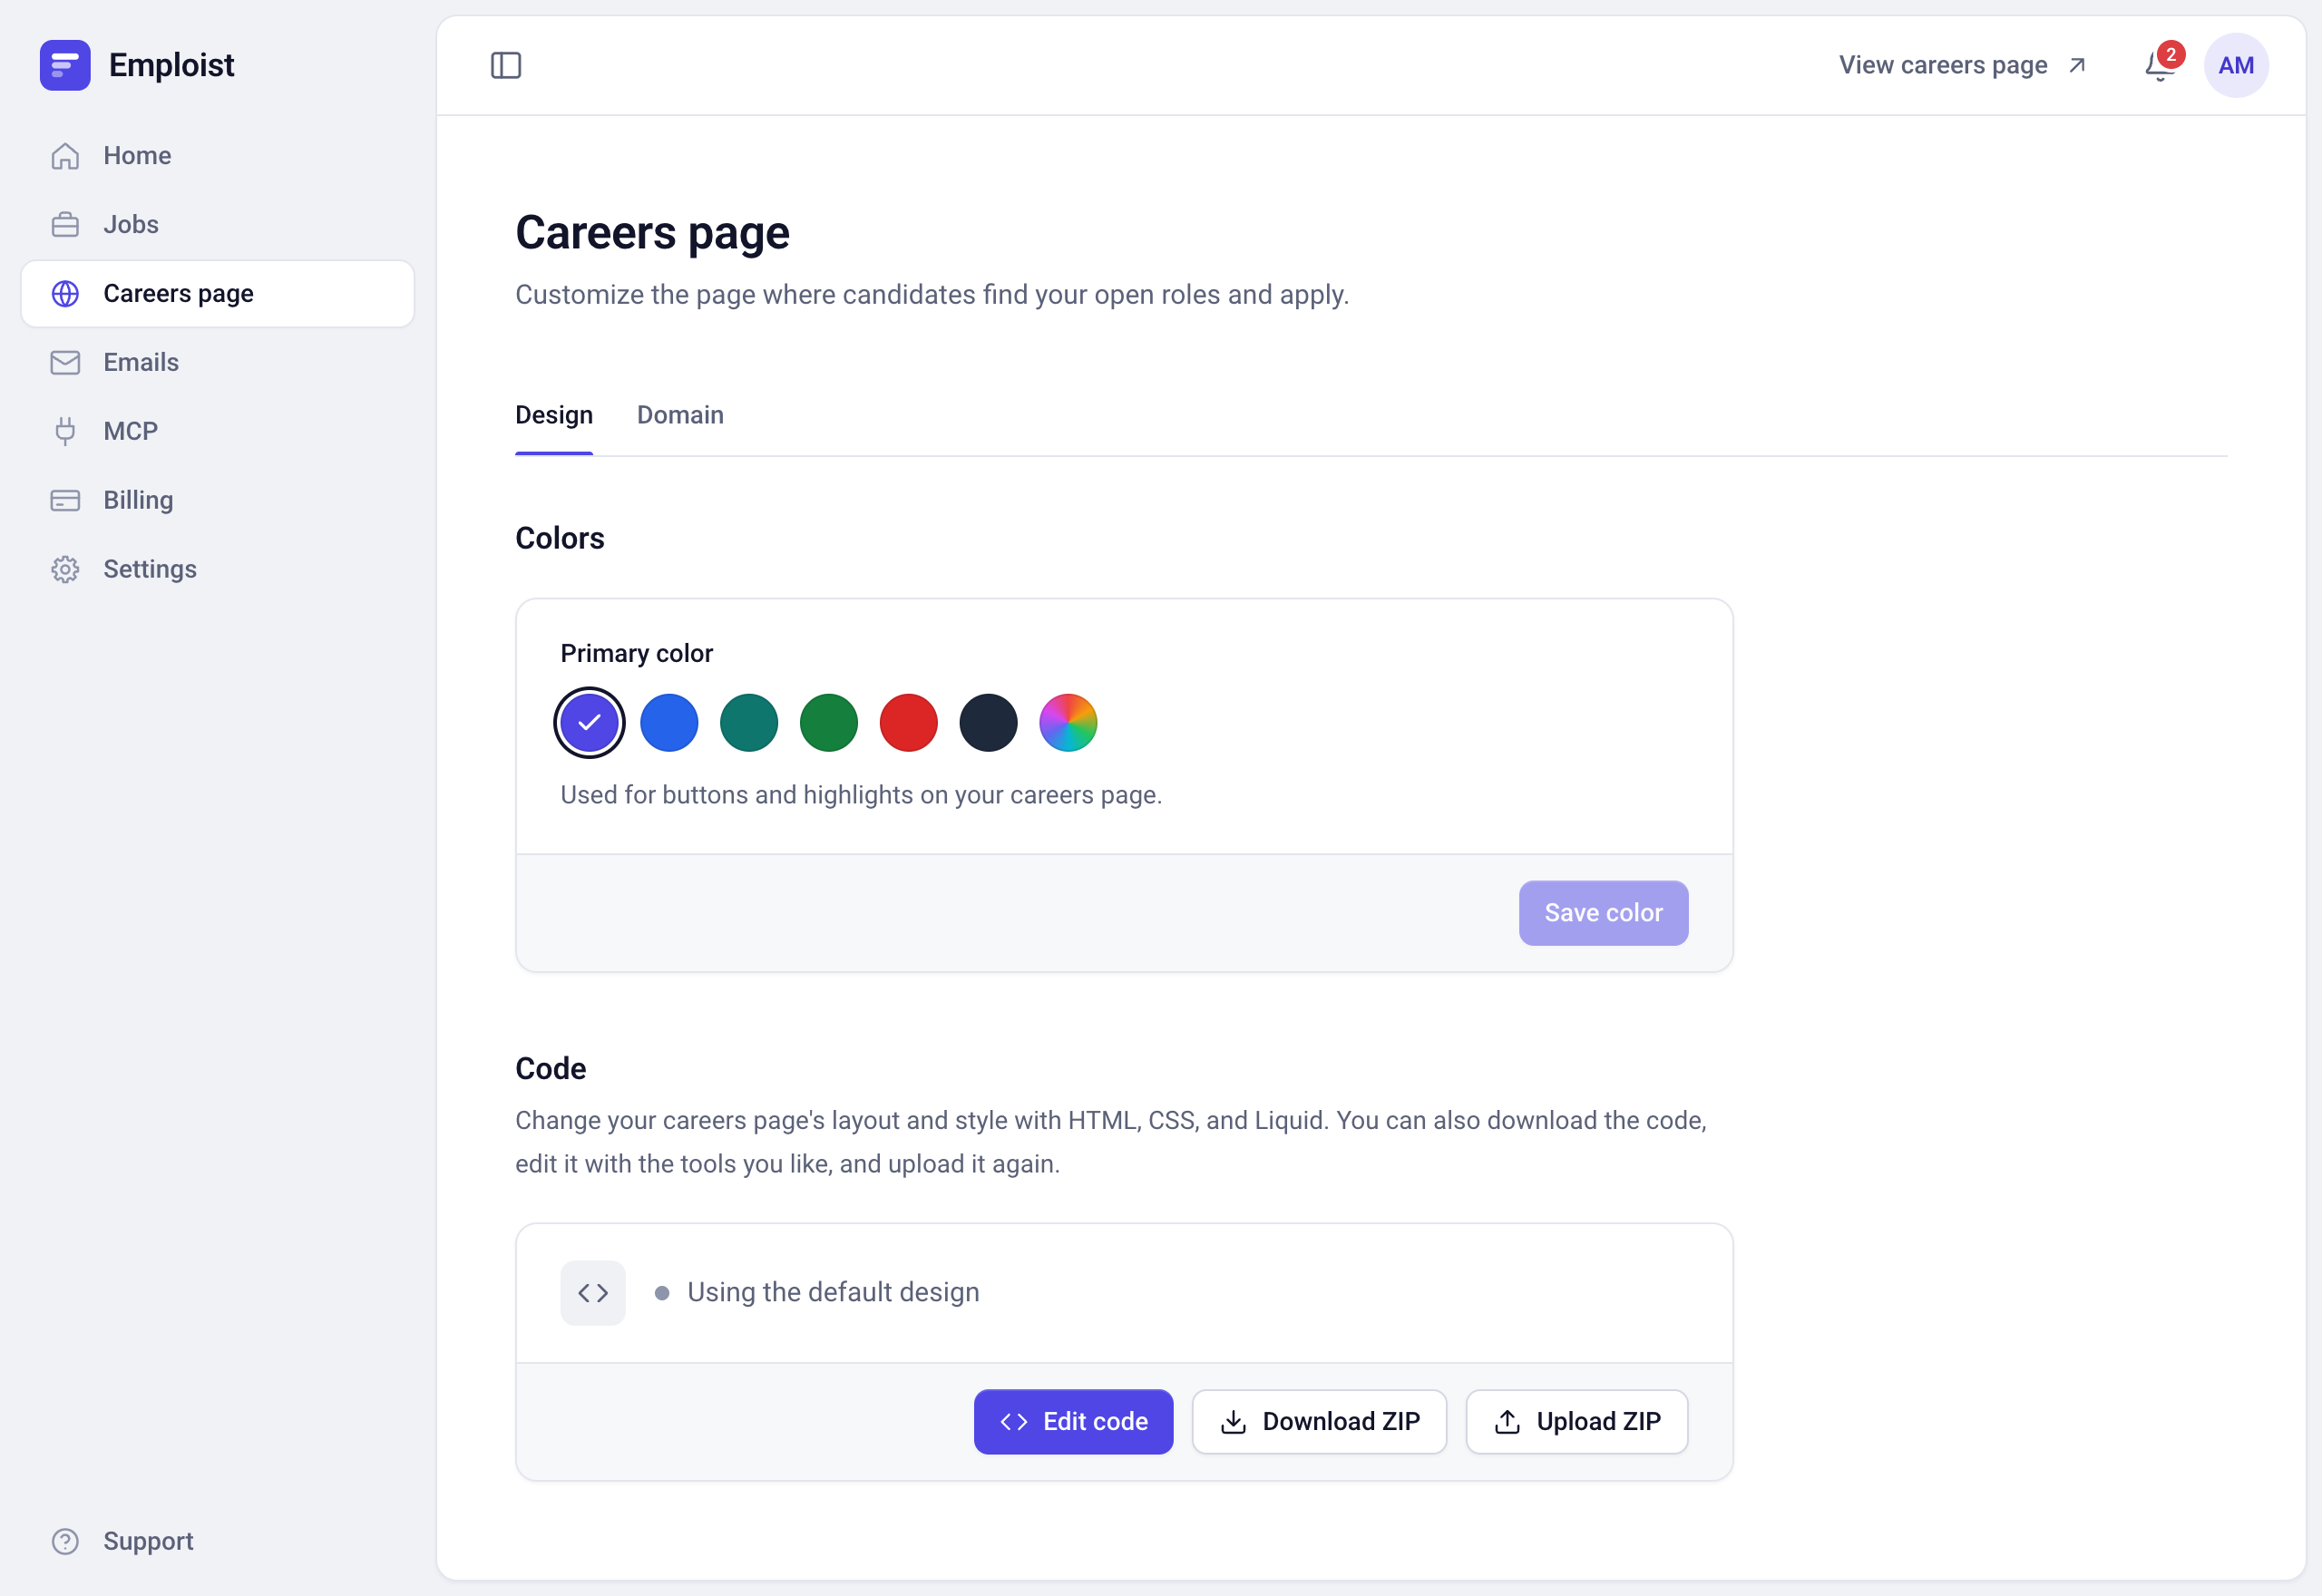 Emploist
Home
Jobs
Careers page
Emails
MCP
Billing
Settings
Support
View careers page
2
AM
Careers page
Customize the page where candidates find your open roles and apply.
Design
Domain
Colors
Primary color
Used for buttons and highlights on your careers page.
Save color
Code
Change your careers page's layout and style with HTML, CSS, and Liquid. You can also download the code,
edit it with the tools you like, and upload it again.
Using the default design
Edit code
Download ZIP
Upload ZIP